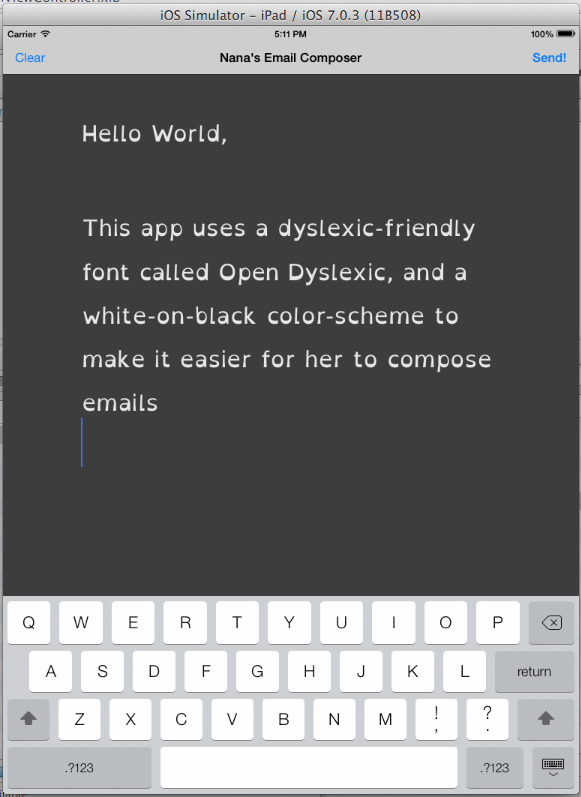 iOS Simulator – iPad / iOS 7.0.3 (11B508)
Carrier 5:11 PM 100%
Clear Nana's Email Composer Send!
Hello World,
This app uses a dyslexic-friendly
font called Open Dyslexic, and a
white-on-black color-scheme to
make it easier for her to compose
emails
Q W E R T Y U I O P
A S D F G H J K L return
Z X C V B N M ! , ? .
.?123 .?123